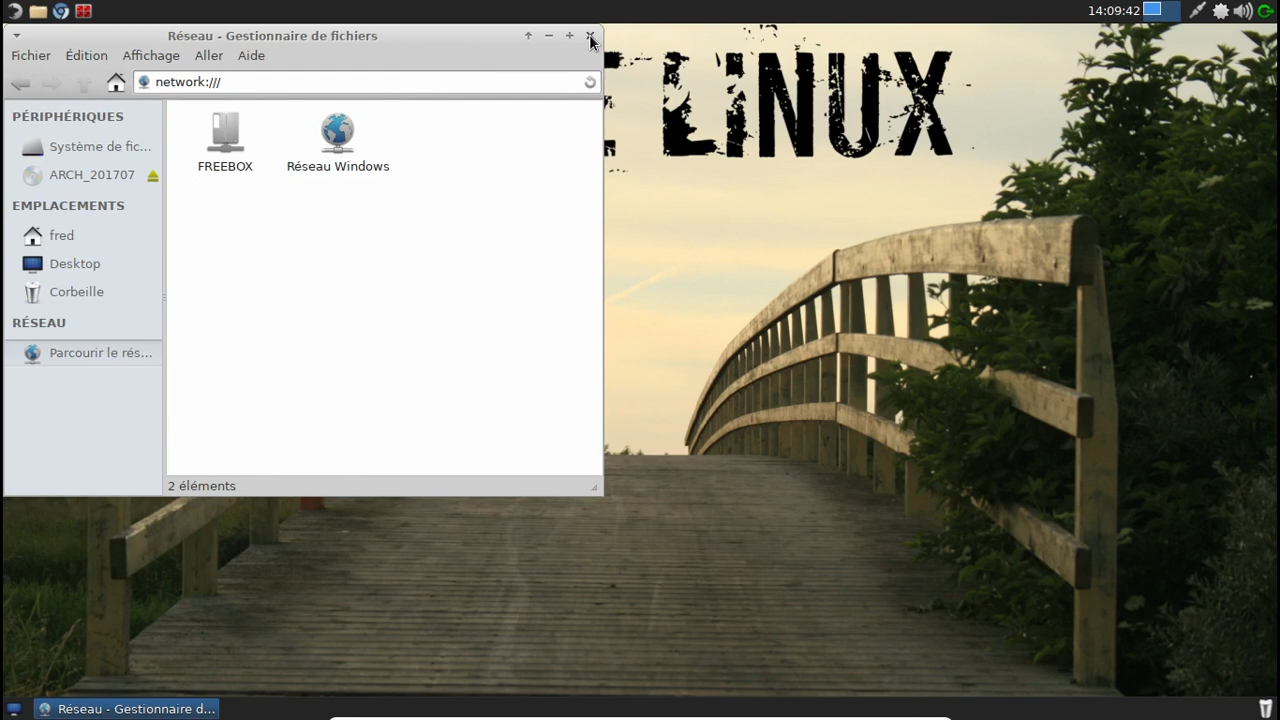 14:09:42
Réseau - Gestionnaire de fichiers
Fichier Édition Affichage Aller Aide
network:///
PÉRIPHÉRIQUES
Système de fic...
ARCH_201707
EMPLACEMENTS
fred
Desktop
Corbeille
RÉSEAU
Parcourir le rés...
FREEBOX
Réseau Windows
2 éléments
LINUX
Réseau - Gestionnaire d...